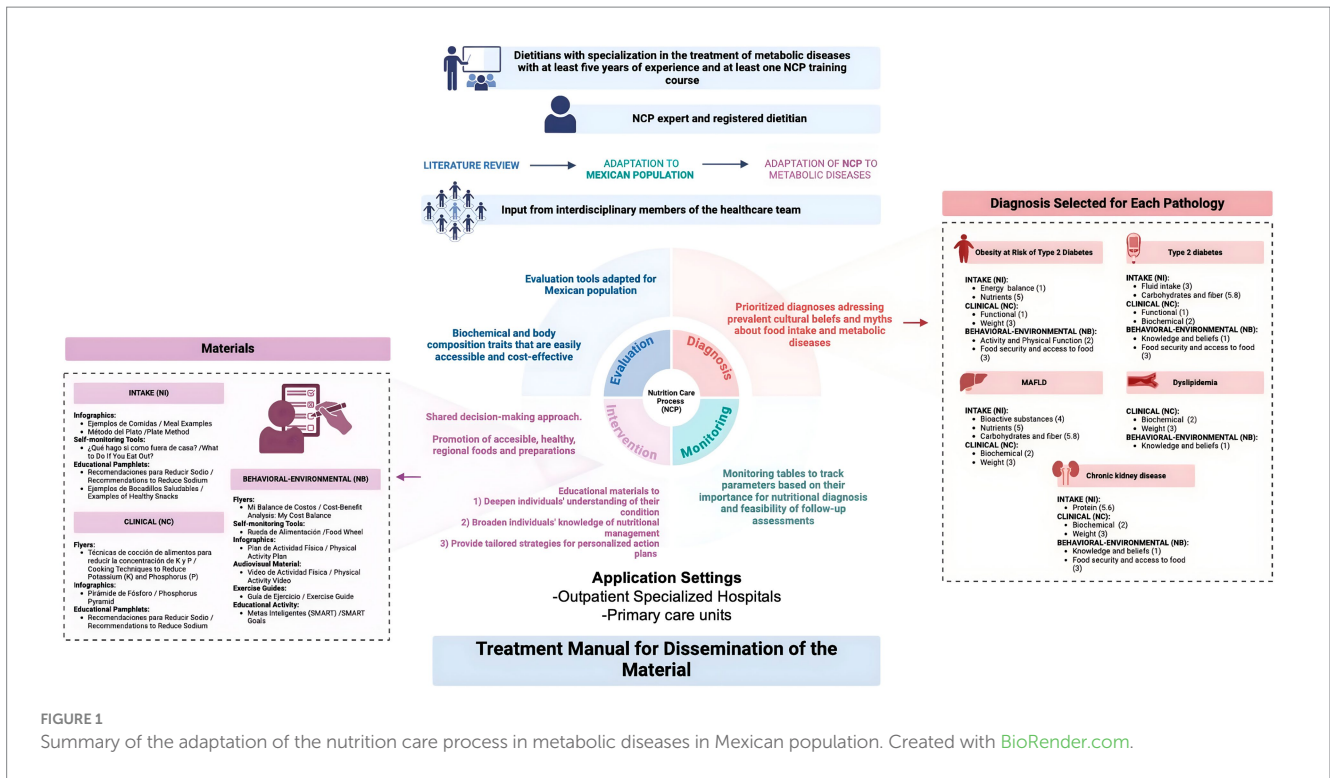 Dietitians with specialization in the treatment of metabolic diseases
with at least five years of experience and at least one NCP training
course
NCP expert and registered dietitian
LITERATURE REVIEW
ADAPTATION TO
MEXICAN POPULATION
ADAPTATION OF NCP TO
METABOLIC DISEASES
Input from interdisciplinary members of the healthcare team
Evaluation tools adapted for
Mexican population
Biochemical and body
composition traits that are easily
accessible and cost-effective
Prioritized diagnoses adressing
prevalent cultural belefs and myths
about food intake and metabolic
diseases
Evaluation
Diagnosis
Intervention
Monitoring
Nutrition Care
Process
(NCP)
Shared decision-making approach.
Promotion of accesible, healthy,
regional foods and preparations
Educational materials to
1) Deepen individuals' understanding of their
condition
2) Broaden individuals' knowledge of nutritional
management
3) Provide tailored strategies for personalized action
plans
Monitoring tables to track
parameters based on their
importance for nutritional diagnosis
and feasibility of follow-up
assessments
Application Settings
-Outpatient Specialized Hospitals
-Primary care units
Treatment Manual for Dissemination of the
Material
Materials
INTAKE (NI)
Infographics:
• Ejemplos de Comidas / Meal Examples
• Método del Plato /Plate Method
Self-monitoring Tools:
• ¿Qué hago si como fuera de casa? /What
to Do If You Eat Out?
Educational Pamphlets:
• Recomendaciones para Reducir Sodio /
Recommendations to Reduce Sodium
• Ejemplos de Bocadillos Saludables /
Examples of Healthy Snacks
CLINICAL (NC)
Flyers:
• Técnicas de cocción de alimentos para
reducir la concentración de K y P /
Cooking Techniques to Reduce
Potassium (K) and Phosphorus (P)
Infographics:
• Pirámide de Fósforo / Phosphorus
Pyramid
Educational Pamphlets:
• Recomendaciones para Reducir Sodio /
Recommendations to Reduce Sodium
BEHAVIORAL-ENVIRONMENTAL (NB)
Flyers:
• Mi Balance de Costos / Cost-Benefit
Analysis: My Cost Balance
Self-monitoring Tools:
• Rueda de Alimentación /Food Wheel
Infographics:
• Plan de Actividad Física / Physical
Activity Plan
Audiovisual Material:
• Video de Actividad Física / Physical
Activity Video
Exercise Guides:
• Guía de Ejercicio / Exercise Guide
Educational Activity:
• Metas Inteligentes (SMART) /SMART
Goals
Diagnosis Selected for Each Pathology
Obesity at Risk of Type 2 Diabetes
INTAKE (NI):
• Energy balance (1)
• Nutrients (5)
CLINICAL (NC):
• Functional (1)
• Weight (3)
BEHAVIORAL-ENVIRONMENTAL (NB):
• Activity and Physical Function (2)
• Food security and access to food
(3)
Type 2 diabetes
INTAKE (NI):
• Fluid intake (3)
• Carbohydrates and fiber (5.8)
CLINICAL (NC):
• Functional (1)
• Biochemical (2)
BEHAVIORAL-ENVIRONMENTAL (NB):
• Knowledge and beliefs (1)
• Food security and access to food
(3)
MAFLD
INTAKE (NI):
• Bioactive substances (4)
• Nutrients (5)
• Carbohydrates and fiber (5.8)
CLINICAL (NC):
• Biochemical (2)
• Weight (3)
Dyslipidemia
CLINICAL (NC):
• Biochemical (2)
• Weight (3)
BEHAVIORAL-ENVIRONMENTAL (NB):
• Knowledge and beliefs (1)
Chronic kidney disease
INTAKE (NI):
• Protein (5.6)
CLINICAL (NC):
• Biochemical (2)
• Weight (3)
BEHAVIORAL-ENVIRONMENTAL (NB):
• Knowledge and beliefs (1)
• Food security and access to food
(3)
FIGURE 1
Summary of the adaptation of the nutrition care process in metabolic diseases in Mexican population. Created with BioRender.com.